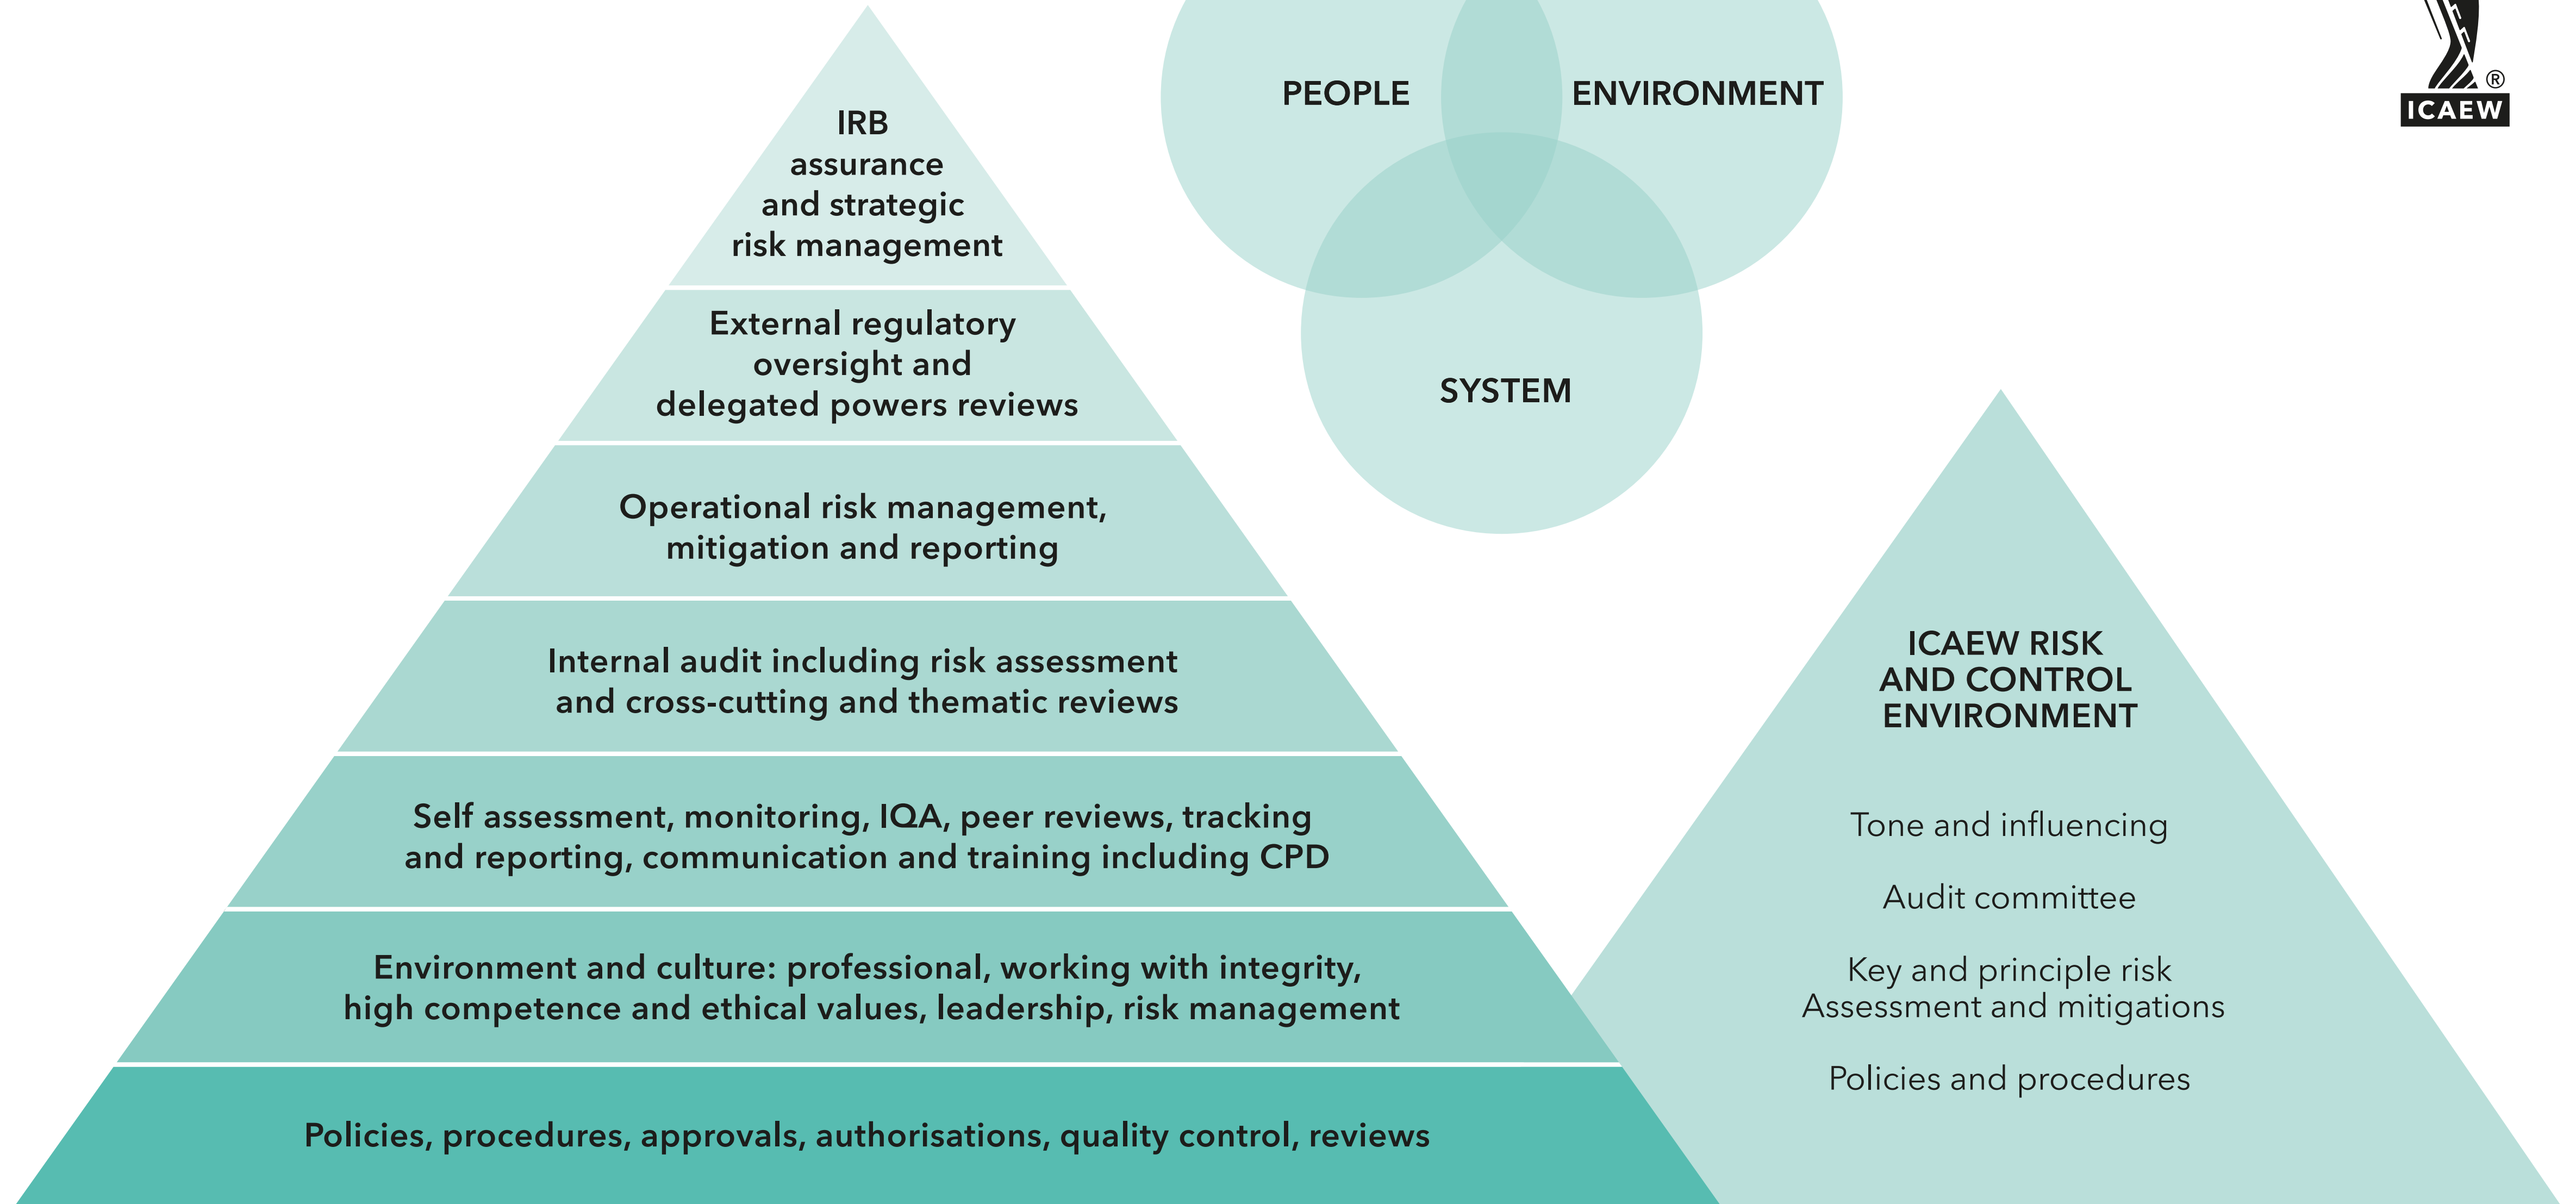 IRB
assurance
and strategic
risk management
External regulatory
oversight and
delegated powers reviews
Operational risk management,
mitigation and reporting
Internal audit including risk assessment
and cross-cutting and thematic reviews
Self assessment, monitoring, IQA, peer reviews, tracking
and reporting, communication and training including CPD
Environment and culture: professional, working with integrity,
high competence and ethical values, leadership, risk management
Policies, procedures, approvals, authorisations, quality control, reviews
PEOPLE
ENVIRONMENT
SYSTEM
®
ICAEW
ICAEW RISK
AND CONTROL
ENVIRONMENT
Tone and influencing
Audit committee
Key and principle risk
Assessment and mitigations
Policies and procedures